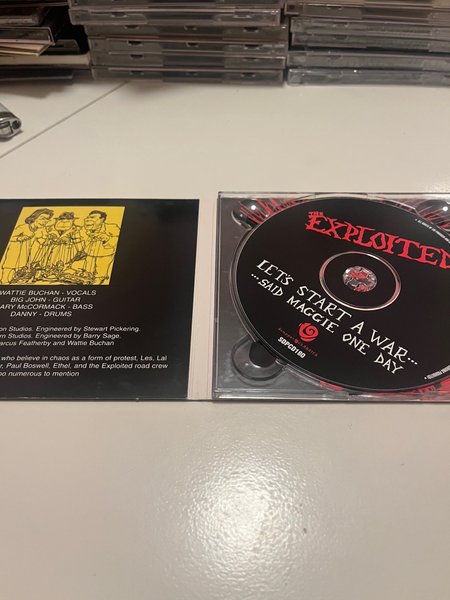 WATTIE BUCHAN - VOCALS
BIG JOHN - GUITAR
ARY McCORMACK - BASS
DANNY - DRUMS
on Studios. Engineered by Stewart Pickering.
rn Studios. Engineered by Barry Sage.
arcus Featherby and Wattie Buchan
who believe in chaos as a form of protest, Les, Lal
r, Paul Boswell, Ethel, and the Exploited road crew
oo numerous to mention
THE
EXPLOITED
LET'S START A WAR...
...SAID MAGGIE ONE DAY
SDPCD180